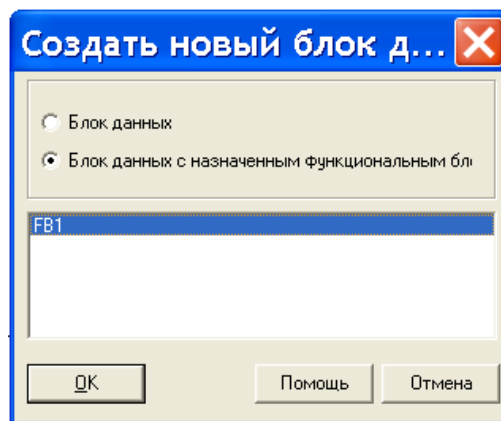 Создать новый блок д...
Блок данных
Блок данных с назначенным функциональным бл
FB1
OK
Помощь
Отмена